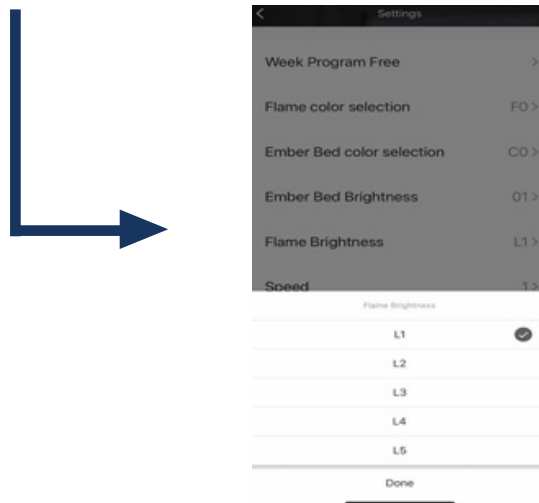 Settings
Week Program Free
Flame color selection F0 >
Ember Bed color selection C0 >
Ember Bed Brightness 01 >
Flame Brightness L1 >
Speed 1 >
Flame Brightness
L1
L2
L3
L4
L5
Done